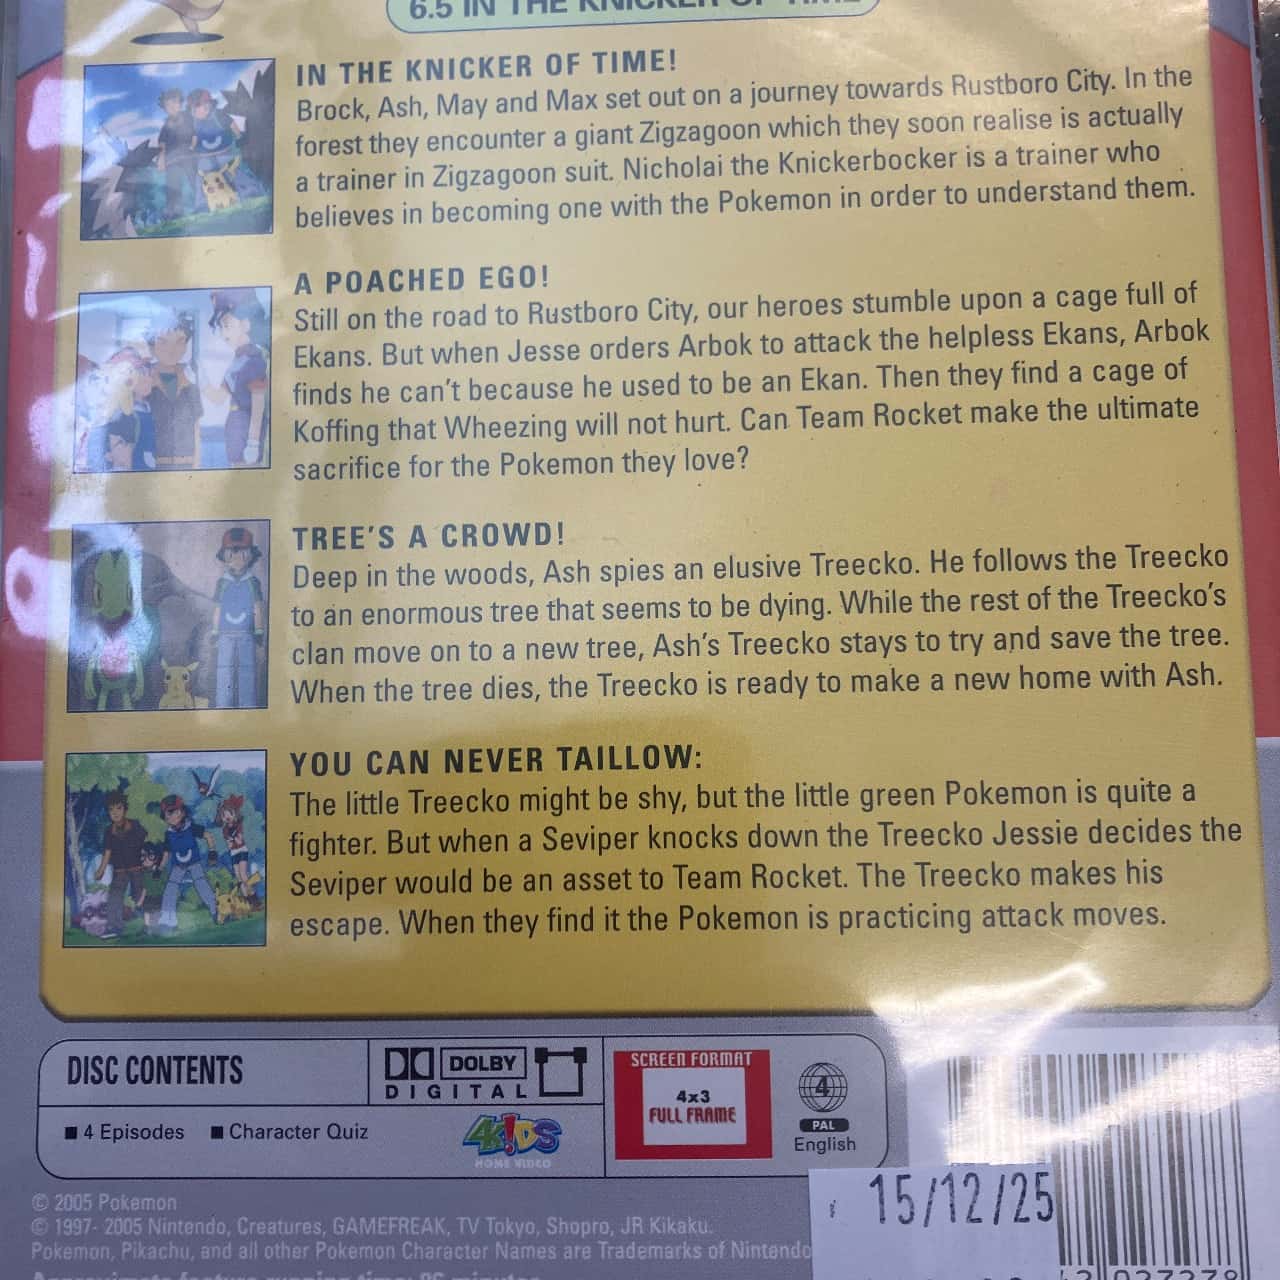 6.5 IN THE KNICKER OF TIME
IN THE KNICKER OF TIME!
Brock, Ash, May and Max set out on a journey towards Rustboro City. In the
forest they encounter a giant Zigzagoon which they soon realise is actually
a trainer in Zigzagoon suit. Nicholai the Knickerbocker is a trainer who
believes in becoming one with the Pokemon in order to understand them.
A POACHED EGO!
Still on the road to Rustboro City, our heroes stumble upon a cage full of
Ekans. But when Jesse orders Arbok to attack the helpless Ekans, Arbok
finds he can't because he used to be an Ekan. Then they find a cage of
Koffing that Wheezing will not hurt. Can Team Rocket make the ultimate
sacrifice for the Pokemon they love?
TREE'S A CROWD!
Deep in the woods, Ash spies an elusive Treecko. He follows the Treecko
to an enormous tree that seems to be dying. While the rest of the Treecko's
clan move on to a new tree, Ash's Treecko stays to try and save the tree.
When the tree dies, the Treecko is ready to make a new home with Ash.
YOU CAN NEVER TAILLOW:
The little Treecko might be shy, but the little green Pokemon is quite a
fighter. But when a Seviper knocks down the Treecko Jessie decides the
Seviper would be an asset to Team Rocket. The Treecko makes his
escape. When they find it the Pokemon is practicing attack moves.
DISC CONTENTS
■ 4 Episodes ■ Character Quiz
DOLBY
DIGITAL
4KiDS
HOME VIDEO
SCREEN FORMAT
4x3
FULL FRAME
4
PAL
English
15/12/25
© 2005 Pokemon
© 1997- 2005 Nintendo, Creatures, GAMEFREAK, TV Tokyo, Shopro, JR Kikaku.
Pokemon, Pikachu, and all other Pokemon Character Names are Trademarks of Nintendo
Approximate feature running time: minutes